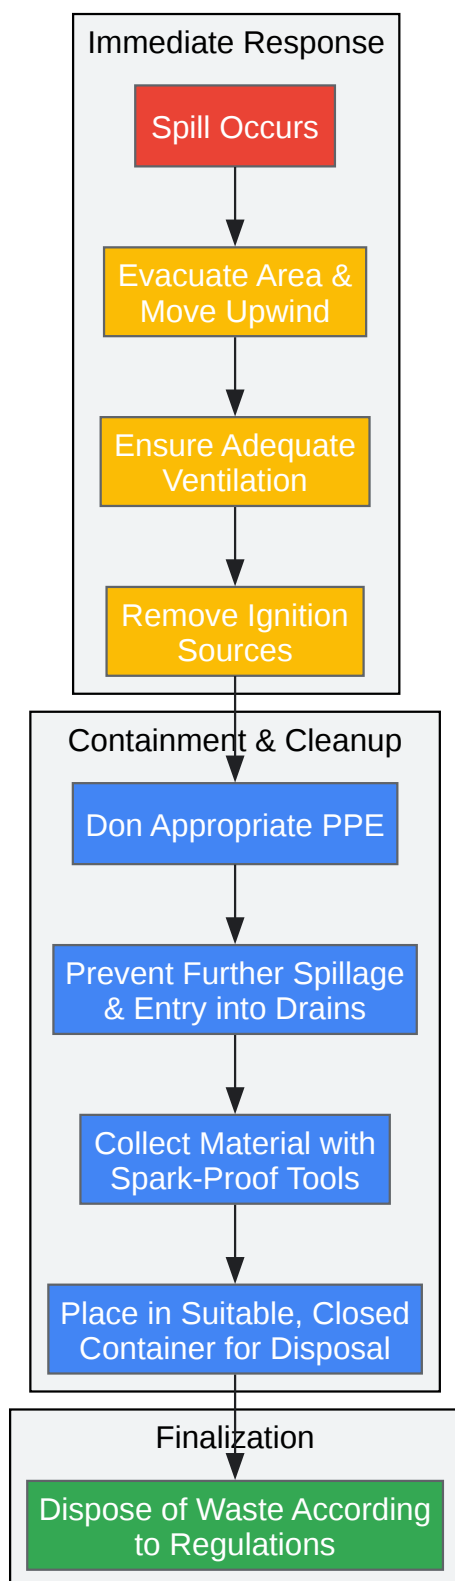 Immediate Response
Spill Occurs
Evacuate Area &
Move Upwind
Ensure Adequate
Ventilation
Remove Ignition
Sources
Containment & Cleanup
Don Appropriate PPE
Prevent Further Spillage
& Entry into Drains
Collect Material with
Spark-Proof Tools
Place in Suitable, Closed
Container for Disposal
Finalization
Dispose of Waste According
to Regulations